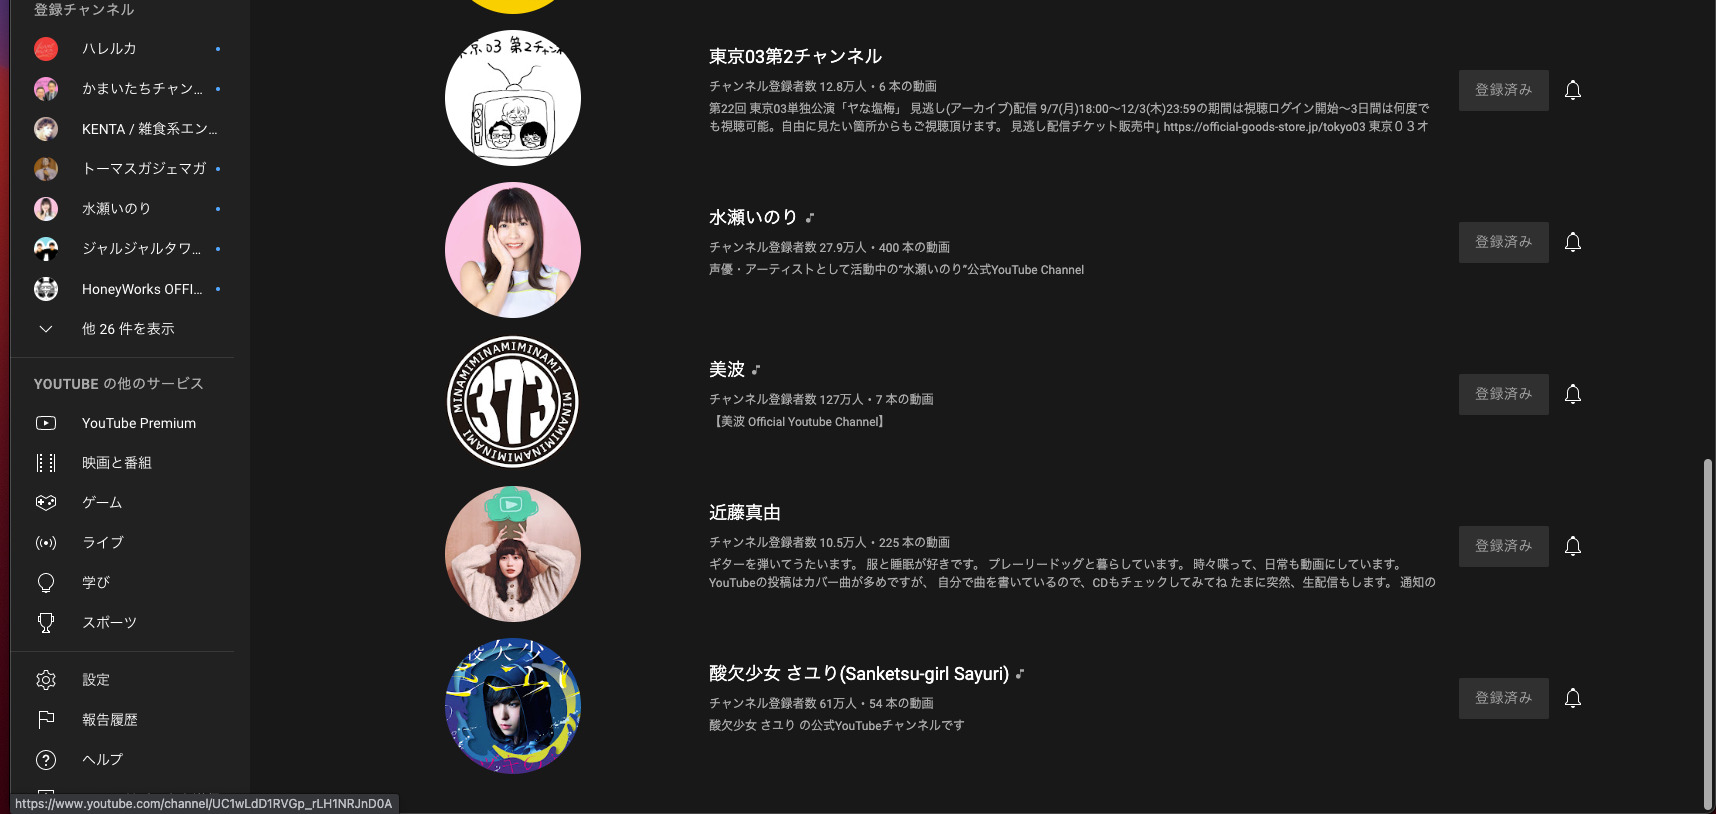 登録チャンネル
ハレルカ
かまいたちチャン...
KENTA / 雑食系エン...
トーマスガジェマガ
水瀬いのり
ジャルジャルタワ...
HoneyWorks OFFI...
他 26 件を表示
YOUTUBE の他のサービス
YouTube Premium
映画と番組
ゲーム
ライブ
学び
スポーツ
設定
報告履歴
ヘルプ
https://www.youtube.com/channel/UC1wLdD1RVGp_rLH1NRJnD0A
東京03第2チャンネル
チャンネル登録者数 12.8万人・6 本の動画
第22回 東京03単独公演「ヤな塩梅」 見逃し(アーカイブ)配信 9/7(月)18:00〜12/3(木)23:59の期間は視聴ログイン開始〜3日間は何度で
も視聴可能。自由に見たい箇所からもご視聴頂けます。 見逃し配信チケット販売中↓ https://official-goods-store.jp/tokyo03 東京０３オ
登録済み
水瀬いのり
チャンネル登録者数 27.9万人・400 本の動画
声優・アーティストとして活動中の"水瀬いのり"公式YouTube Channel
登録済み
373
MINAMIMINAMIMINAMI
美波
チャンネル登録者数 127万人・7 本の動画
【美波 Official Youtube Channel】
登録済み
近藤真由
チャンネル登録者数 10.5万人・225 本の動画
ギターを弾いてうたいます。 服と睡眠が好きです。 プレーリードッグと暮らしています。 時々喋って、日常も動画にしています。
YouTubeの投稿はカバー曲が多めですが、 自分で曲を書いているので、CDもチェックしてみてね たまに突然、生配信もします。 通知の
登録済み
酸欠少女 さユり(Sanketsu-girl Sayuri)
チャンネル登録者数 61万人・54 本の動画
酸欠少女 さユり の公式YouTubeチャンネルです
登録済み